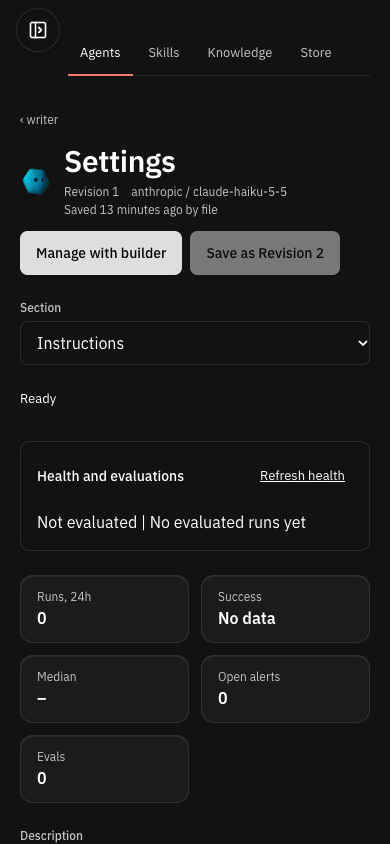 Agents Skills Knowledge Store
‹ writer
Settings
Revision 1 anthropic / claude-haiku-5-5
Saved 13 minutes ago by file
Manage with builder Save as Revision 2
Section
Instructions
Ready
Health and evaluations Refresh health
Not evaluated | No evaluated runs yet
Runs, 24h Success
0 No data
Median Open alerts
– 0
Evals
0
Description